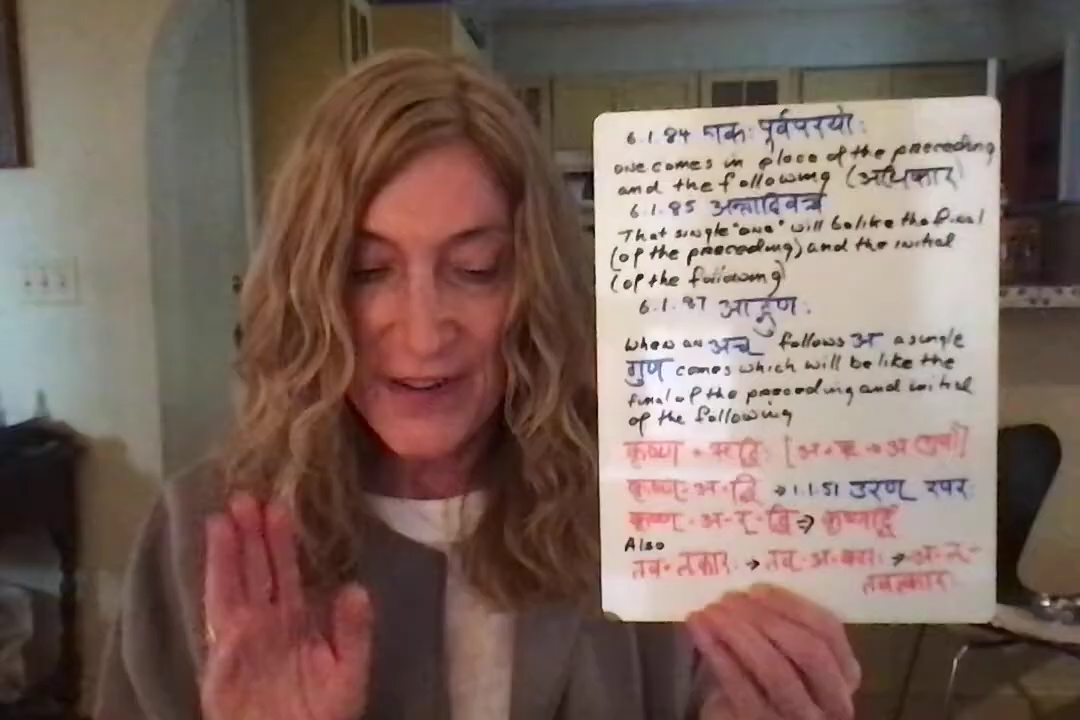 6.1.84 एकः पूर्वपरयोः
one comes in place of the preceding
and the following (अधिकार)
6.1.85 अन्तादिवच्च
That single "one" will be like the final
(of the preceding) and the initial
(of the following)
6.1.87 आद्गुणः
when an अच् follows अ a single
गुण comes which will be like the
final of the preceding and initial
of the following
कृष्ण + ऋद्धिः [अ + ऋ → अ
कृष्ण - अ - द्धि → 1.1.51 उरण् रपरः
कृष्ण - अ - र् - द्धि ⇒
Also
तव + → तव् - अ - →